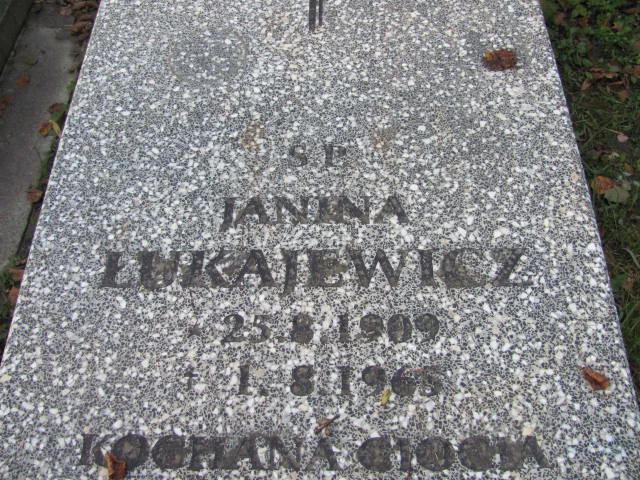 S P
JANINA
ŁUKAJEWICZ
* 25.8.1909
† 1. 8 1965
KOCHANA CIOCIA